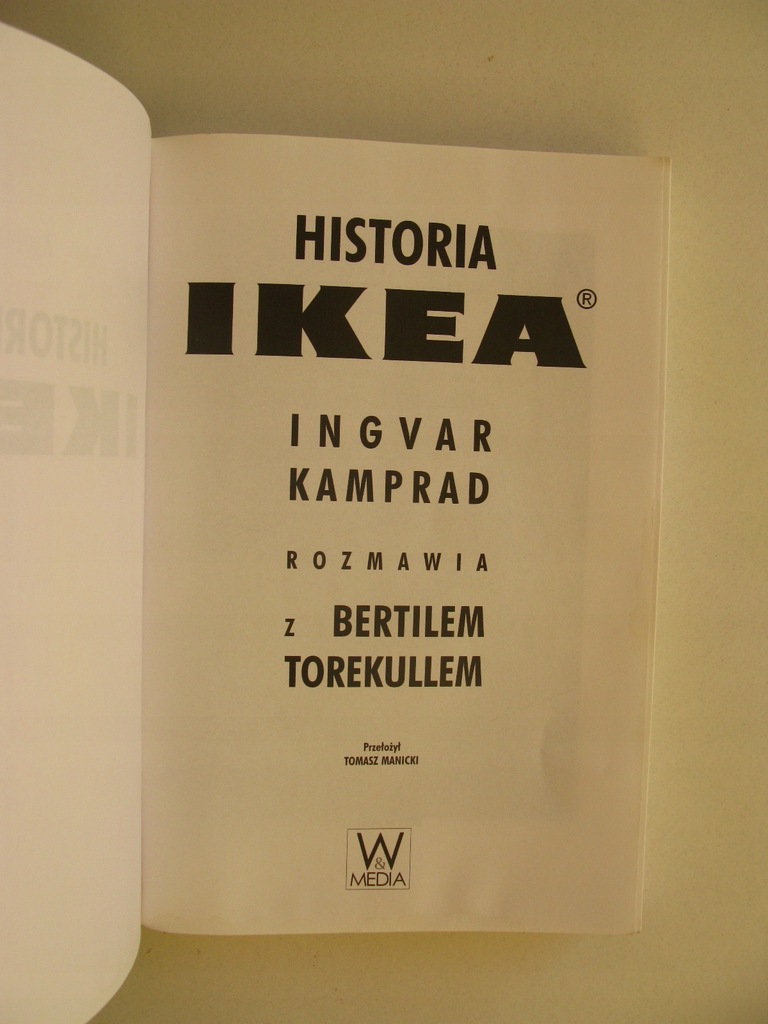 HISTORIA
IKEA®
INGVAR
KAMPRAD
ROZMAWIA
z BERTILEM
TOREKULLEM
Przełożył
TOMASZ MANICKI
W
&
MEDIA